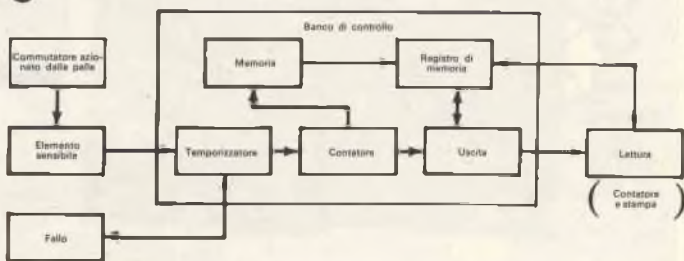 Banco di controllo
Commutatore azio-
nato dalle palle
Memoria
Registro di
memoria
Elemento
sensibile
Temporizzatore
Contatore
Uscita
Lettura
( Contatore
e stampa )
Fallo